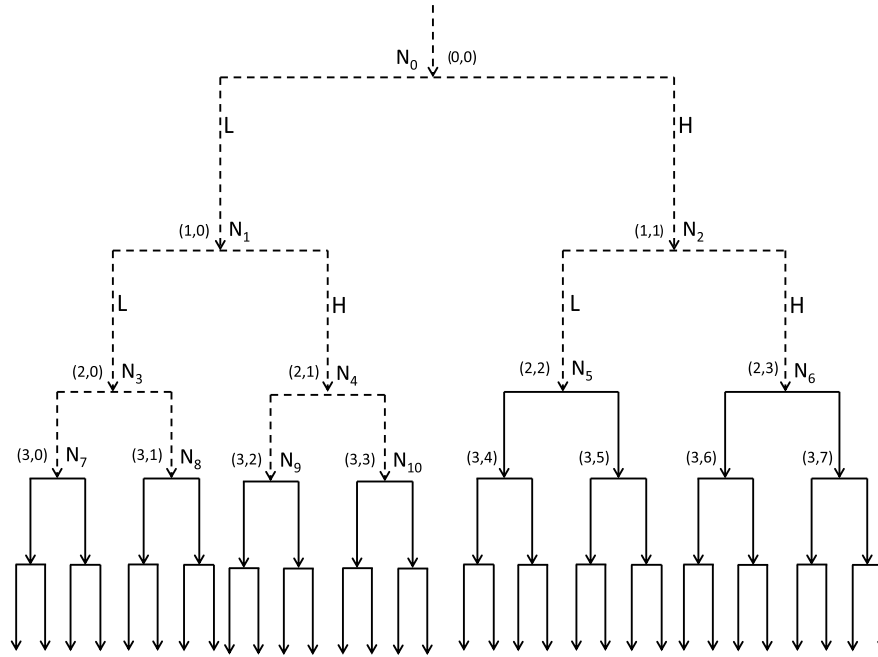 N0 (0,0)
L H
(1,0) N1 (1,1) N2
L H L H
(2,0) N3 (2,1) N4 (2,2) N5 (2,3) N6
(3,0) N7 (3,1) N8 (3,2) N9 (3,3) N10 (3,4) (3,5) (3,6) (3,7)